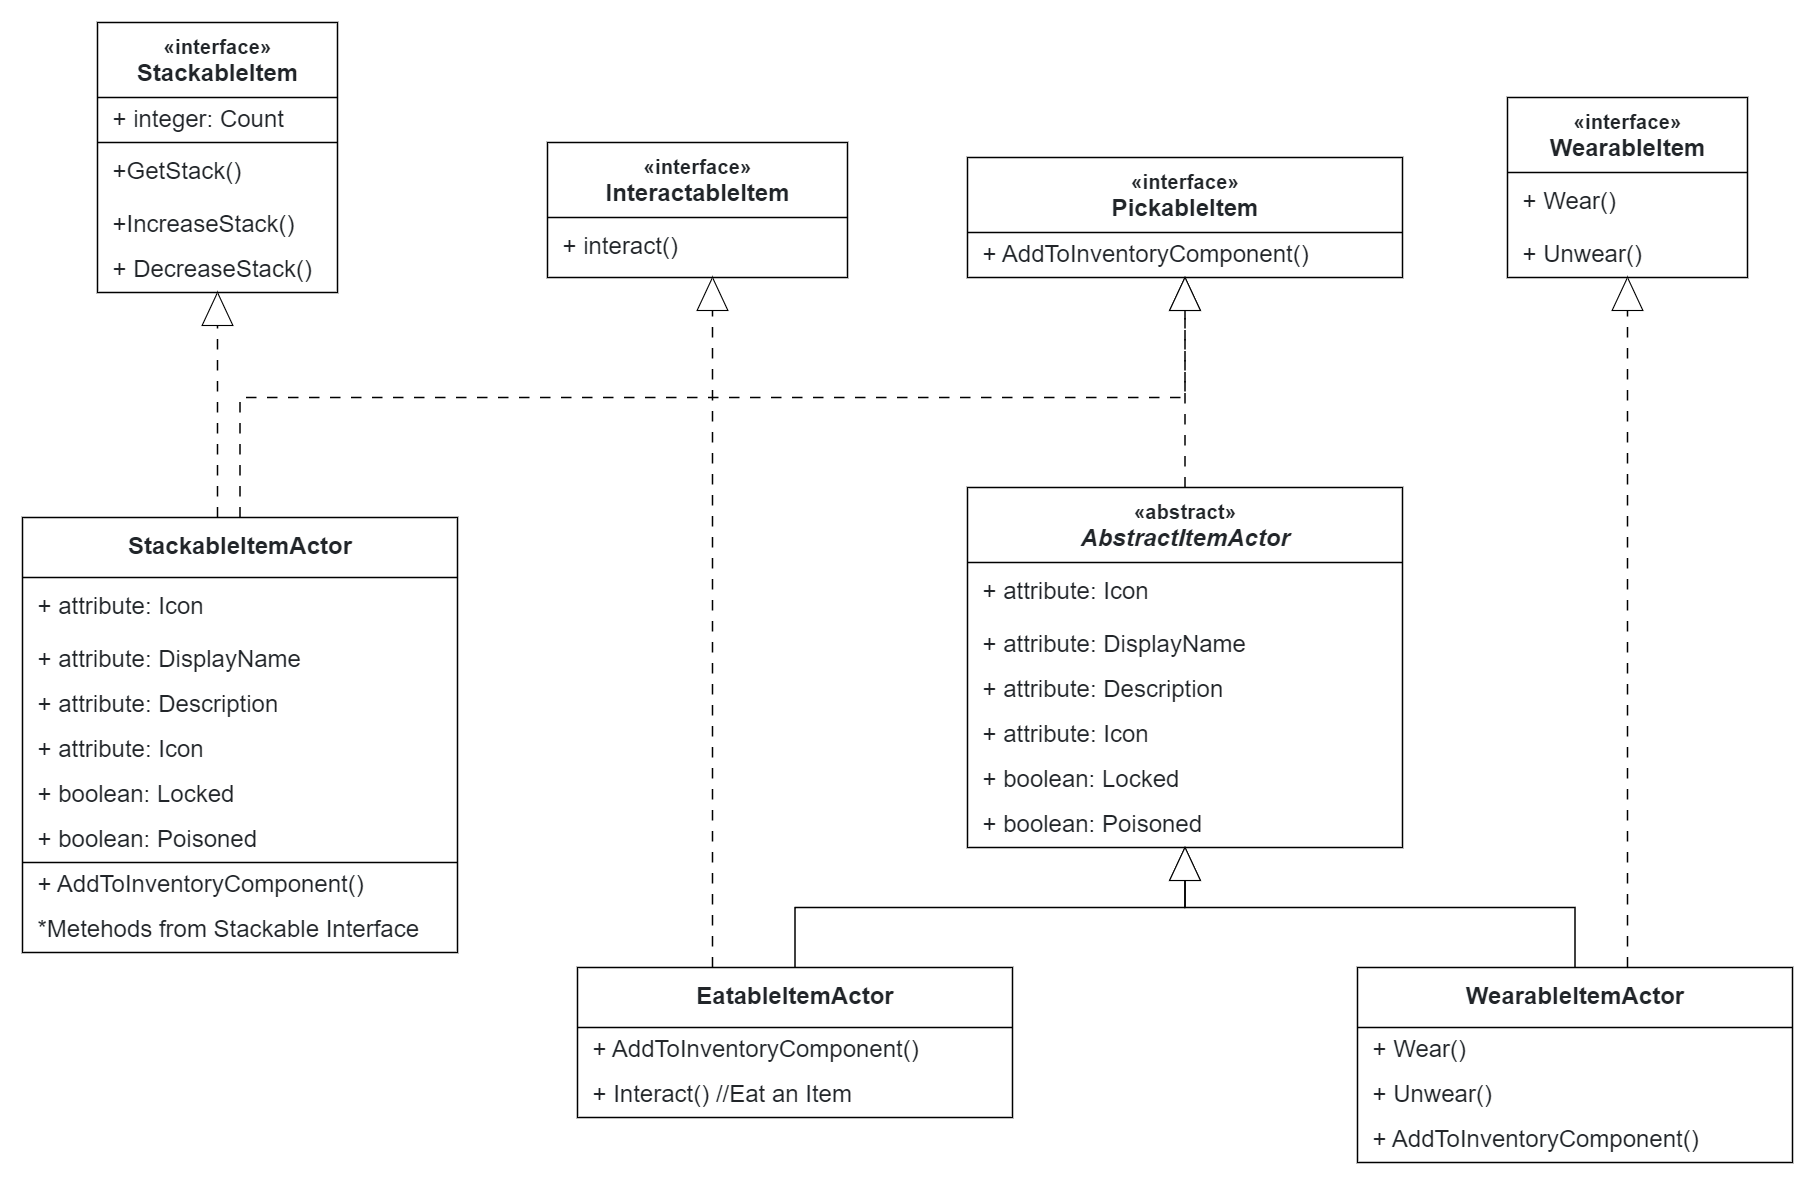 «interface»
StackableItem
+ integer: Count
+GetStack()
+IncreaseStack()
+ DecreaseStack()
«interface»
InteractableItem
+ interact()
«interface»
PickableItem
+ AddToInventoryComponent()
«interface»
WearableItem
+ Wear()
+ Unwear()
StackableItemActor
+ attribute: Icon
+ attribute: DisplayName
+ attribute: Description
+ attribute: Icon
+ boolean: Locked
+ boolean: Poisoned
+ AddToInventoryComponent()
*Metehods from Stackable Interface
«abstract»
AbstractItemActor
+ attribute: Icon
+ attribute: DisplayName
+ attribute: Description
+ attribute: Icon
+ boolean: Locked
+ boolean: Poisoned
EatableItemActor
+ AddToInventoryComponent()
+ Interact() //Eat an Item
WearableItemActor
+ Wear()
+ Unwear()
+ AddToInventoryComponent()